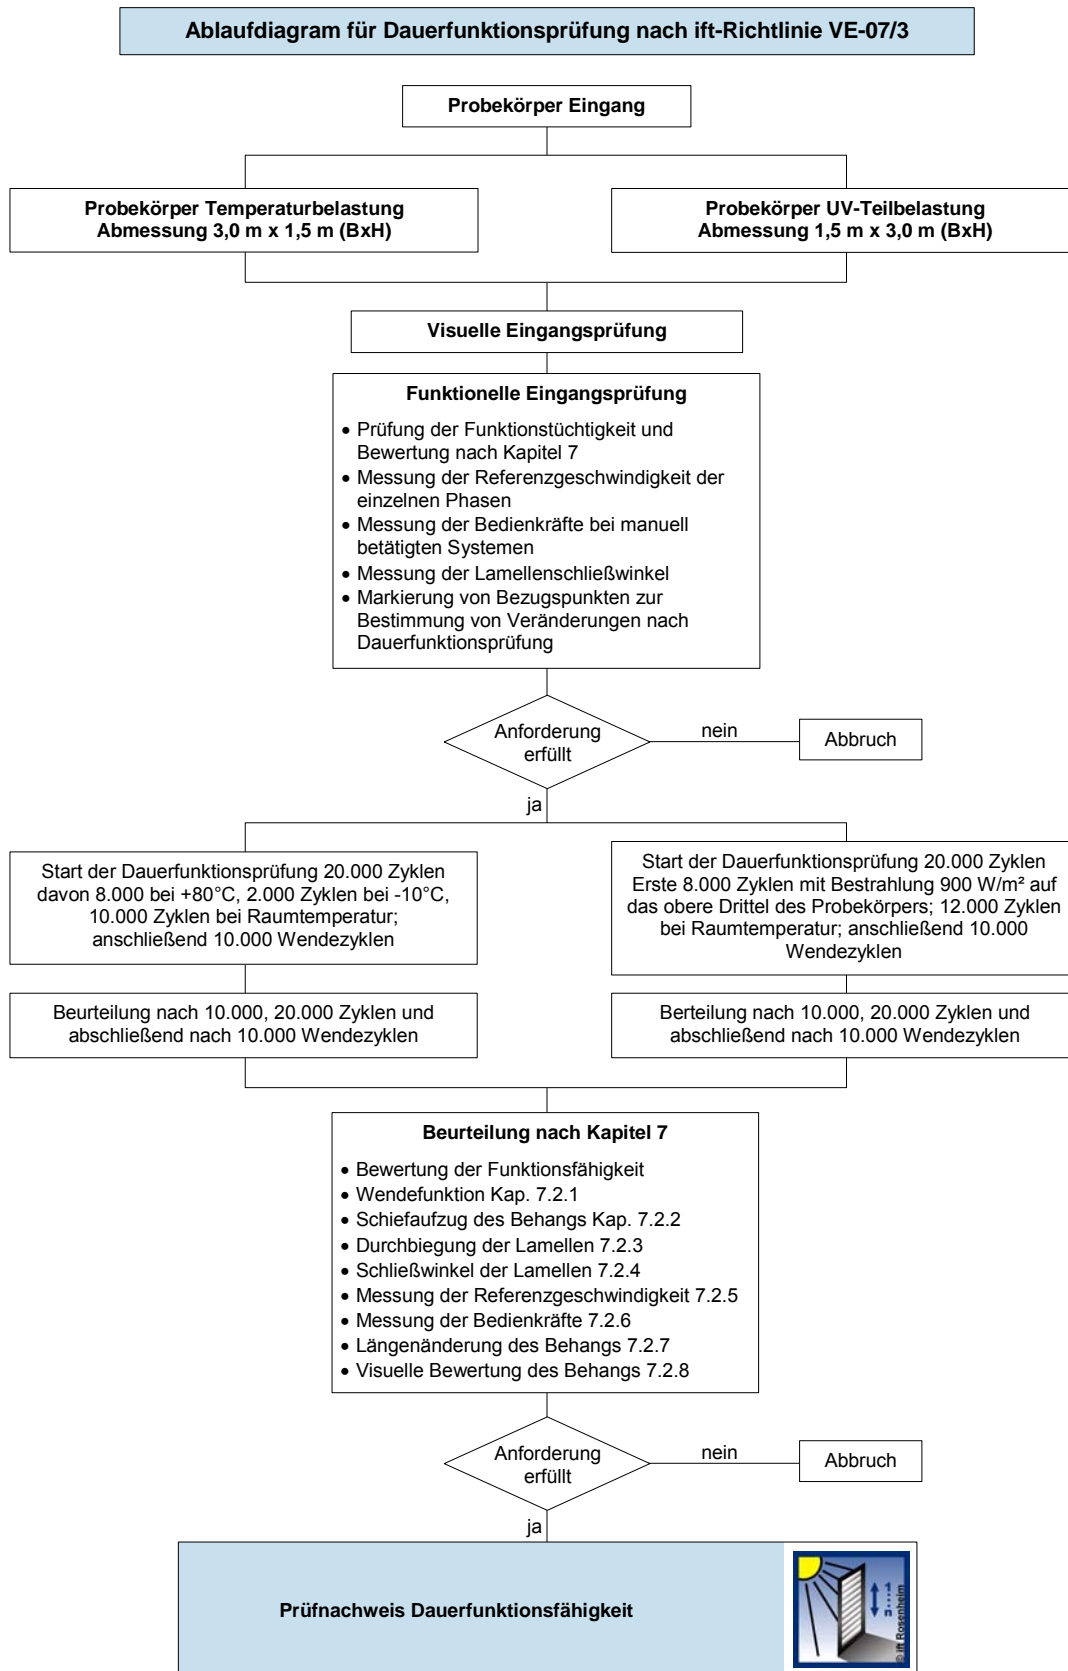 Ablaufdiagram für Dauerfunktionsprüfung nach ift-Richtlinie VE-07/3
Probekörper Eingang
Probekörper Temperaturbelastung
Abmessung 3,0 m x 1,5 m (BxH)
Probekörper UV-Teilbelastung
Abmessung 1,5 m x 3,0 m (BxH)
Visuelle Eingangsprüfung
Funktionelle Eingangsprüfung
• Prüfung der Funktionstüchtigkeit und
Bewertung nach Kapitel 7
• Messung der Referenzgeschwindigkeit der
einzelnen Phasen
• Messung der Bedienkräfte bei manuell
betätigten Systemen
• Messung der Lamellenschließwinkel
• Markierung von Bezugspunkten zur
Bestimmung von Veränderungen nach
Dauerfunktionsprüfung
Anforderung
erfüllt
nein
Abbruch
ja
Start der Dauerfunktionsprüfung 20.000 Zyklen
davon 8.000 bei +80°C, 2.000 Zyklen bei -10°C,
10.000 Zyklen bei Raumtemperatur;
anschließend 10.000 Wendezyklen
Start der Dauerfunktionsprüfung 20.000 Zyklen
Erste 8.000 Zyklen mit Bestrahlung 900 W/m² auf
das obere Drittel des Probekörpers; 12.000 Zyklen
bei Raumtemperatur; anschließend 10.000
Wendezyklen
Beurteilung nach 10.000, 20.000 Zyklen und
abschließend nach 10.000 Wendezyklen
Berteilung nach 10.000, 20.000 Zyklen und
abschließend nach 10.000 Wendezyklen
Beurteilung nach Kapitel 7
• Bewertung der Funktionsfähigkeit
• Wendefunktion Kap. 7.2.1
• Schiefaufzug des Behangs Kap. 7.2.2
• Durchbiegung der Lamellen 7.2.3
• Schließwinkel der Lamellen 7.2.4
• Messung der Referenzgeschwindigkeit 7.2.5
• Messung der Bedienkräfte 7.2.6
• Längenänderung des Behangs 7.2.7
• Visuelle Bewertung des Behangs 7.2.8
Anforderung
erfüllt
nein
Abbruch
ja
Prüfnachweis Dauerfunktionsfähigkeit
1...n
© ift Rosenheim